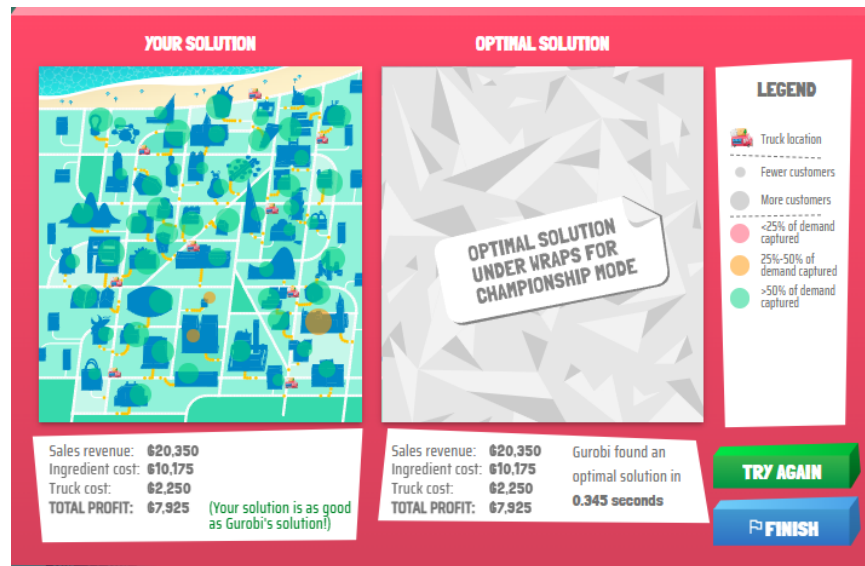 YOUR SOLUTION
OPTIMAL SOLUTION
OPTIMAL SOLUTION
UNDER WRAPS FOR
CHAMPIONSHIP MODE
LEGEND
Truck location
Fewer customers
More customers
<25% of demand
captured
25%-50% of
demand captured
>50% of demand
captured
Sales revenue: ₲20,350
Ingredient cost: ₲10,175
Truck cost: ₲2,250
TOTAL PROFIT: ₲7,925
(Your solution is as good
as Gurobi's solution!)
Sales revenue: ₲20,350
Ingredient cost: ₲10,175
Truck cost: ₲2,250
TOTAL PROFIT: ₲7,925
Gurobi found an
optimal solution in
0.345 seconds
TRY AGAIN
FINISH